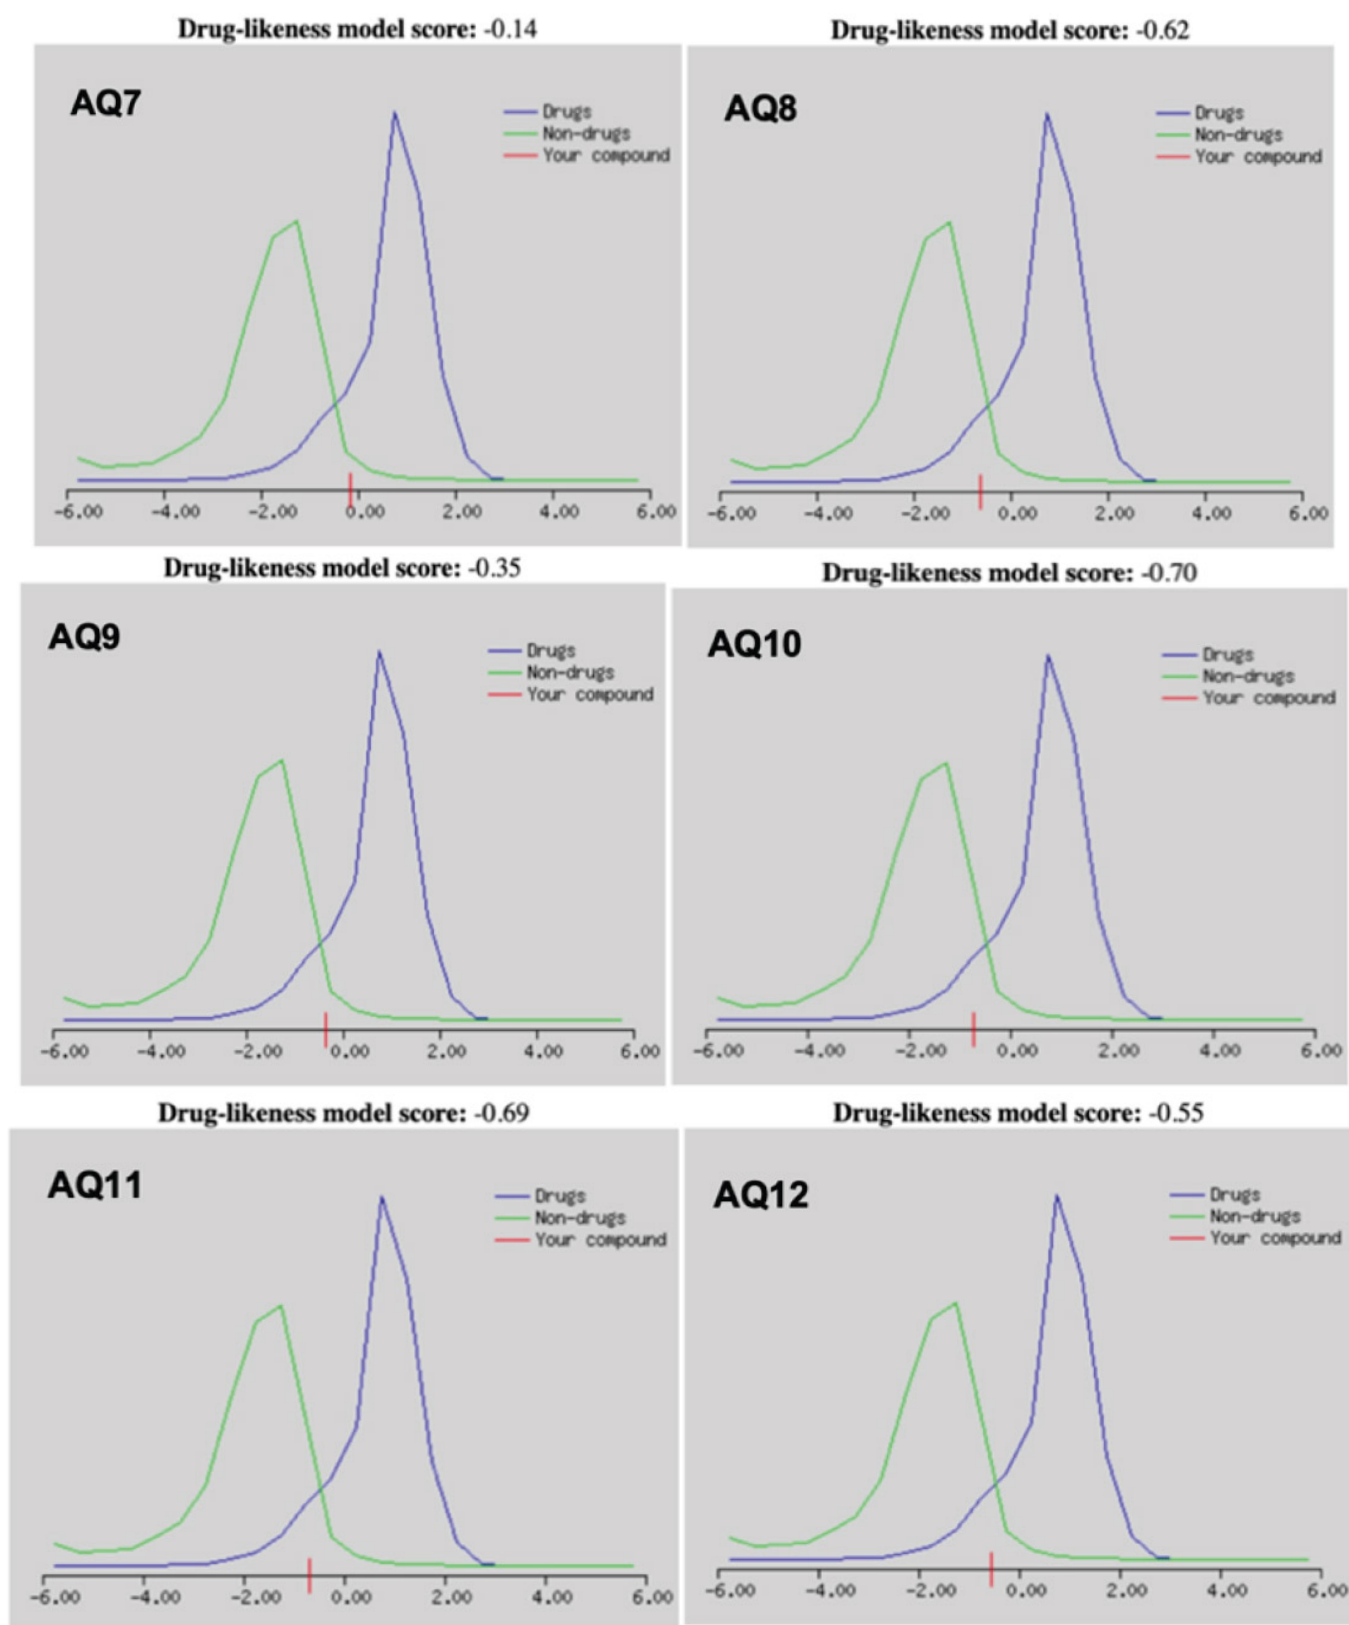 Drug-likeness model score: -0.14
AQ7
Drugs
Non-drugs
Your compound
-6.00 -4.00 -2.00 0.00 2.00 4.00 6.00
Drug-likeness model score: -0.62
AQ8
Drugs
Non-drugs
Your compound
-6.00 -4.00 -2.00 0.00 2.00 4.00 6.00
Drug-likeness model score: -0.35
AQ9
Drugs
Non-drugs
Your compound
-6.00 -4.00 -2.00 0.00 2.00 4.00 6.00
Drug-likeness model score: -0.70
AQ10
Drugs
Non-drugs
Your compound
-6.00 -4.00 -2.00 0.00 2.00 4.00 6.00
Drug-likeness model score: -0.69
AQ11
Drugs
Non-drugs
Your compound
-6.00 -4.00 -2.00 0.00 2.00 4.00 6.00
Drug-likeness model score: -0.55
AQ12
Drugs
Non-drugs
Your compound
-6.00 -4.00 -2.00 0.00 2.00 4.00 6.00